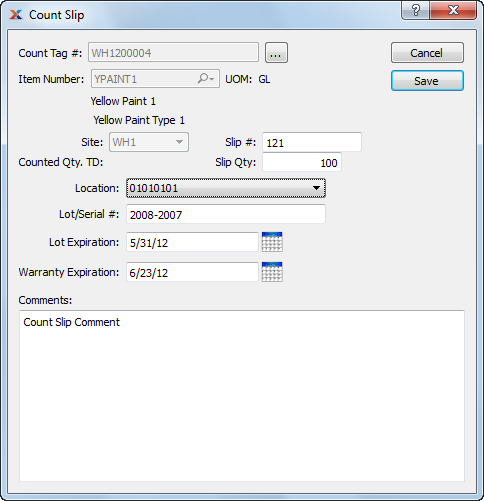 Count Slip
Count Tag #: WH1200004 ... Cancel
Item Number: YPAINT1 UOM: GL Save
Yellow Paint 1
Yellow Paint Type 1
Site: WH1 Slip #: 121
Counted Qty. TD: Slip Qty: 100
Location: 01010101
Lot/Serial #: 2008-2007
Lot Expiration: 5/31/12
Warranty Expiration: 6/23/12
Comments:
Count Slip Comment